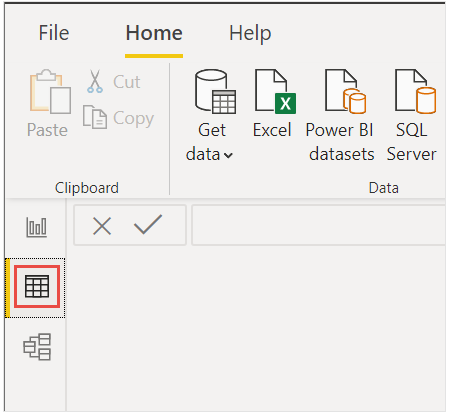 File Home Help
Cut
Copy
Paste
Get
data
Excel
Power BI
datasets
SQL
Server
Clipboard
Data